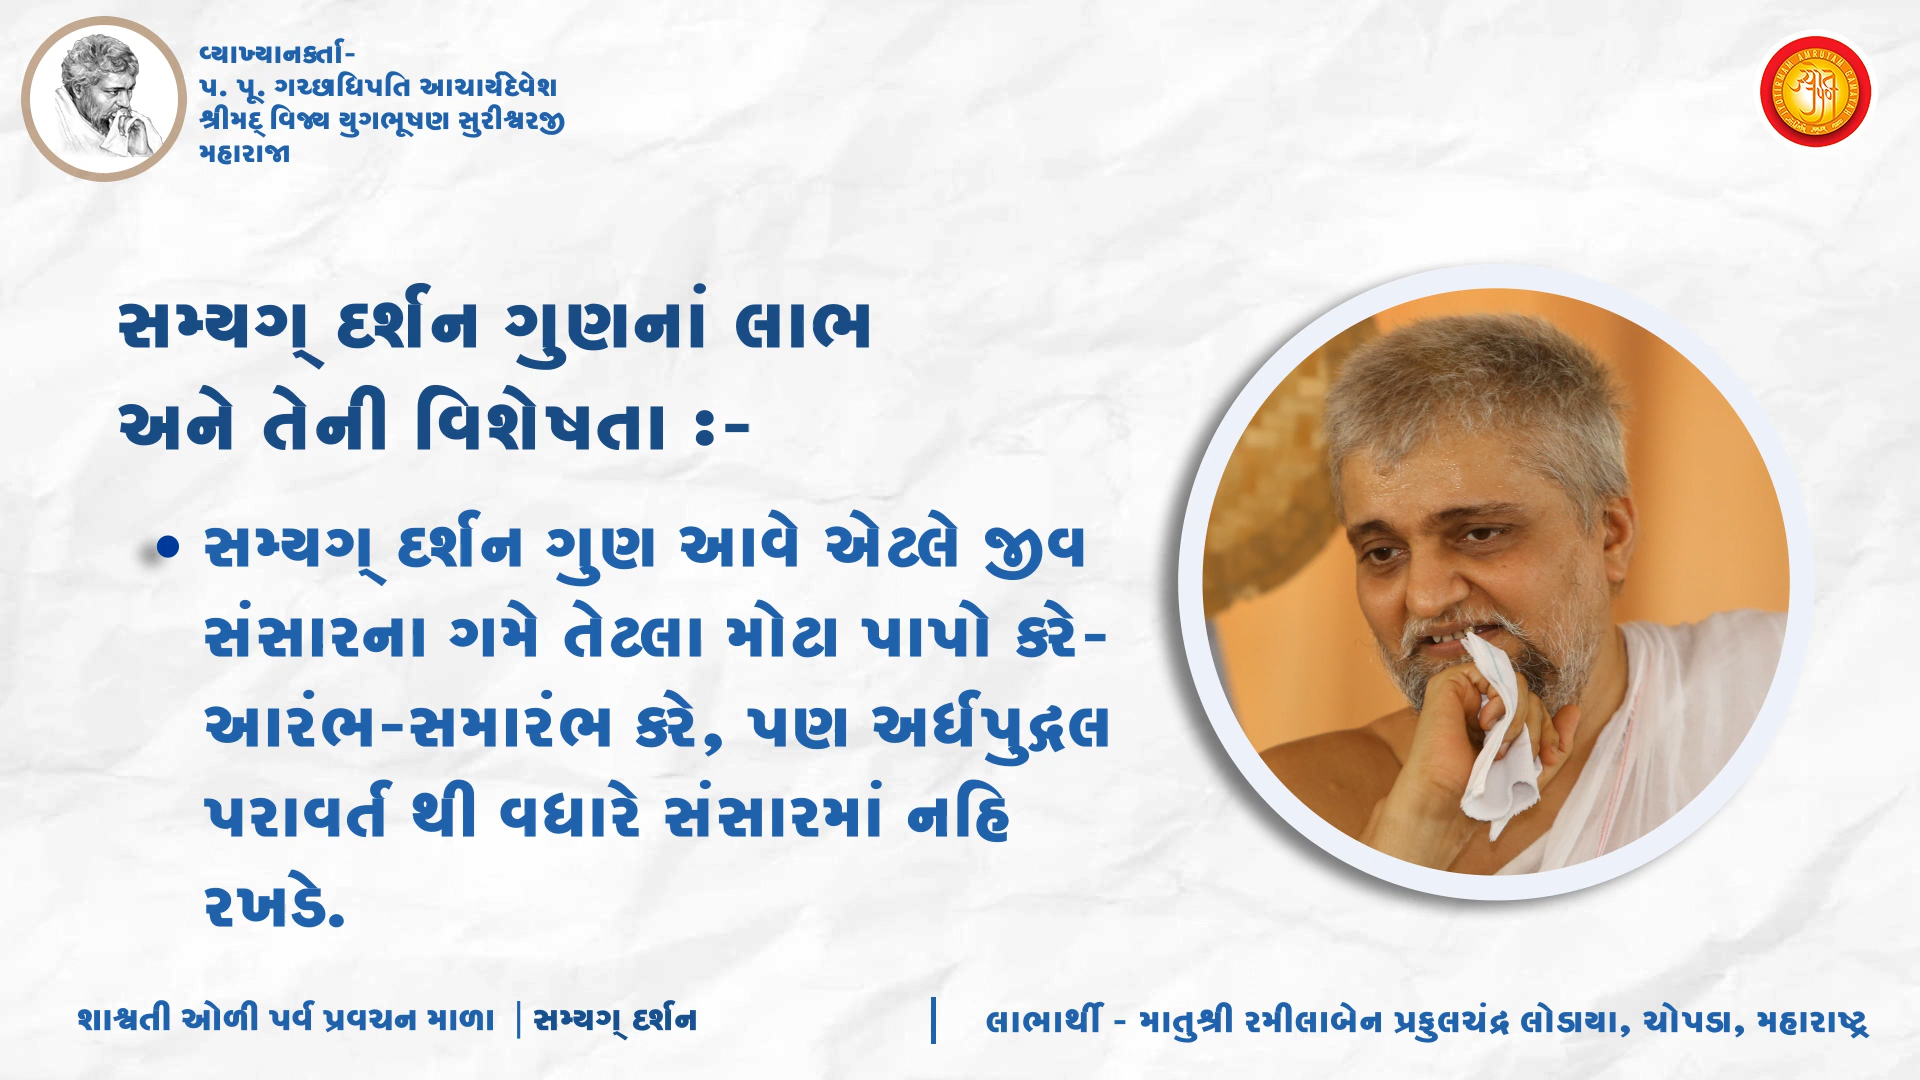 વ્યાખ્યાનકર્તા-
પ. પૂ. ગચ્છાધિપતિ આચાર્યદેવેશ
શ્રીમદ્ વિજય યુગભૂષણ સુરીશ્વરજી
મહારાજા
સમ્યગ્ દર્શન ગુણનાં લાભ
અને તેની વિશેષતા :-
• સમ્યગ્ દર્શન ગુણ આવે એટલે જીવ
સંસારના ગમે તેટલા મોટા પાપો કરે-
આરંભ-સમારંભ કરે, પણ અર્ધપુદ્ગલ
પરાવર્ત થી વધારે સંસારમાં નહિ
રખડે.
શાશ્વતી ઓળી પર્વ પ્રવચન માળા | સમ્યગ્ દર્શન
| લાભાર્થી - માતુશ્રી રમીલાબેન પ્રફુલચંદ્ર લોડાયા, ચોપડા, મહારાષ્ટ્ર